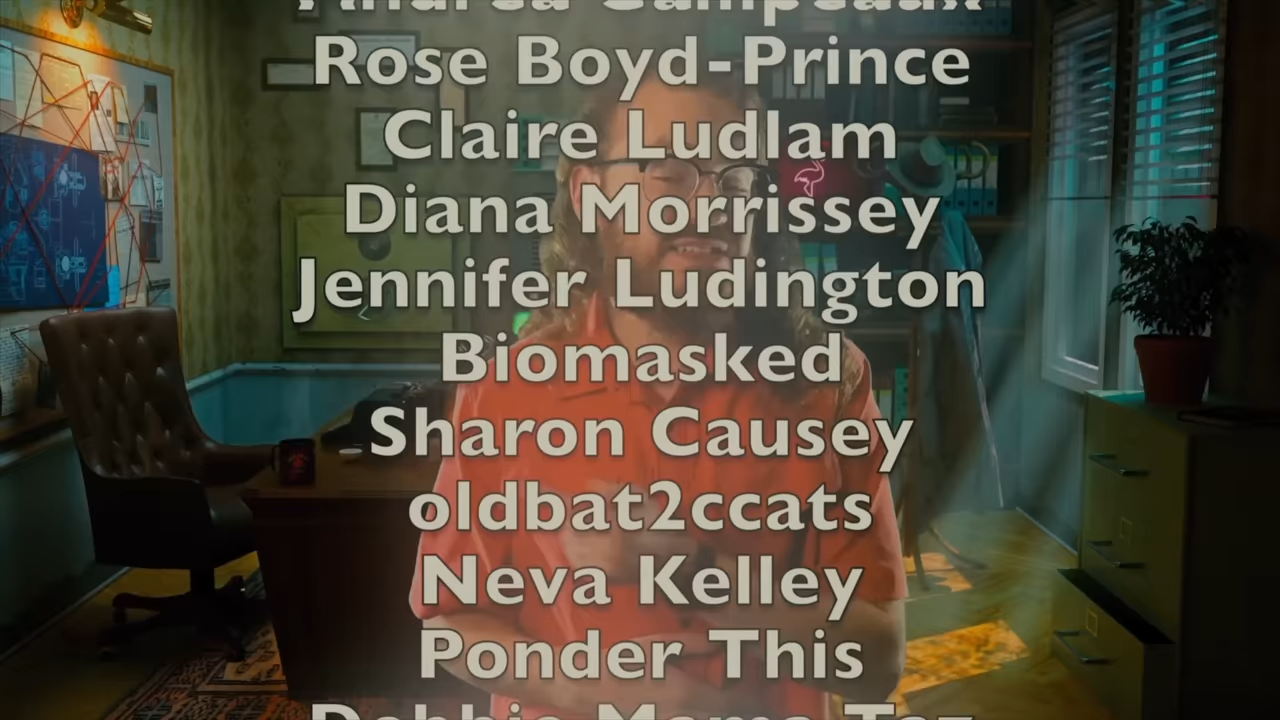 Rose Boyd-Prince
Claire Ludlam
Diana Morrissey
Jennifer Ludington
Biomasked
Sharon Causey
oldbat2ccats
Neva Kelley
Ponder This